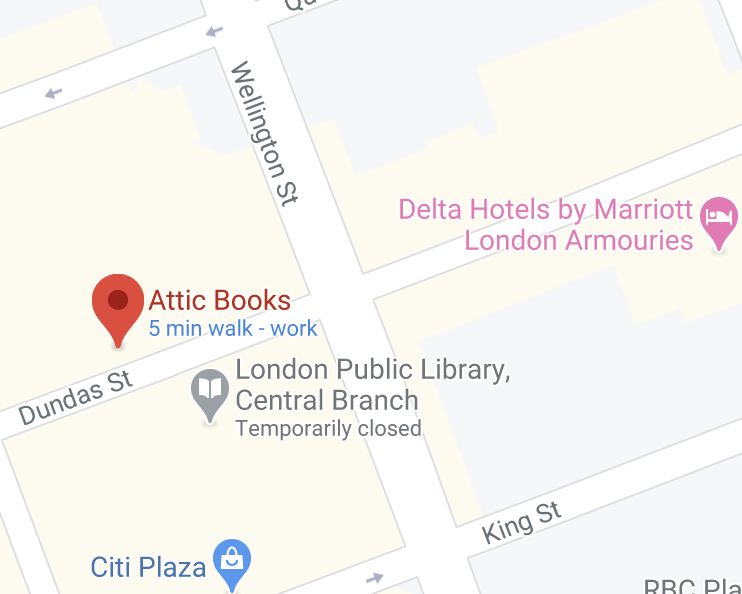 Wellington St
Delta Hotels by Marriott
London Armouries
Attic Books
5 min walk - work
Dundas St
London Public Library,
Central Branch
Temporarily closed
King St
Citi Plaza